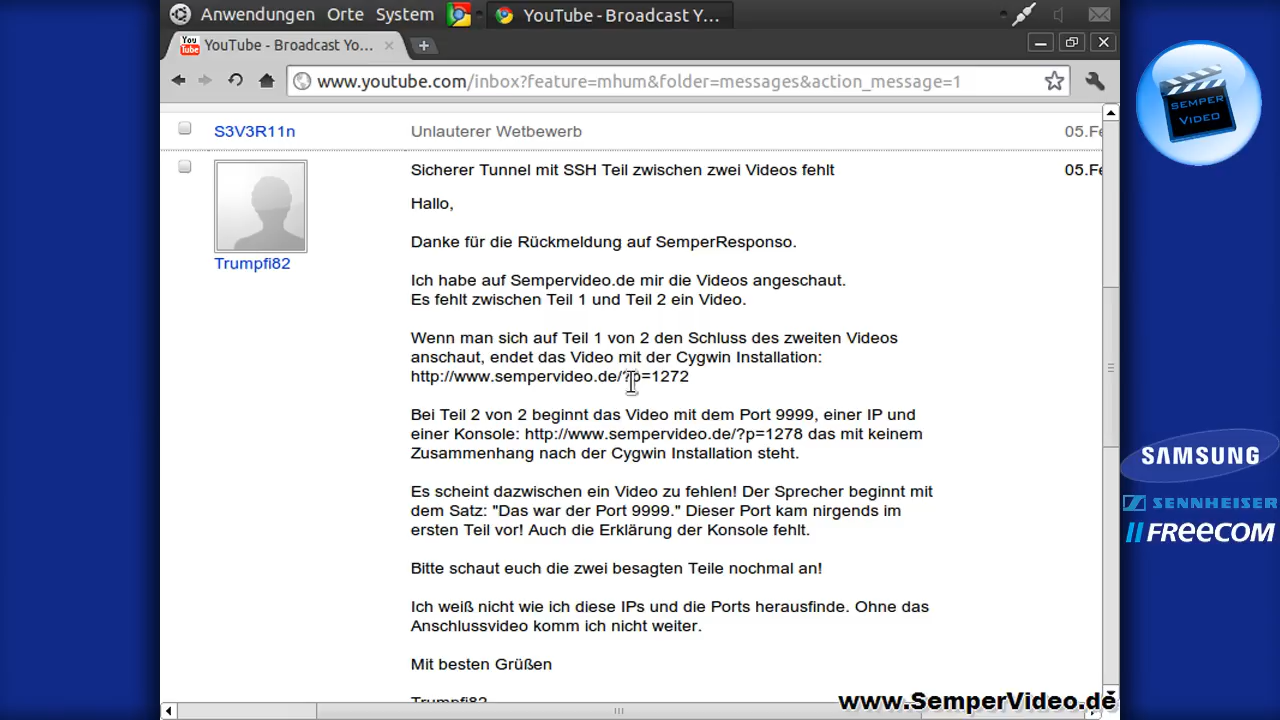 Anwendungen Orte System
YouTube - Broadcast Y...
You Tube YouTube - Broadcast Yo...
www.youtube.com/inbox?feature=mhum&folder=messages&action_message=1
SEMPER
VIDEO
S3V3R11n Unlauterer Wetbewerb 05.Fe
Sicherer Tunnel mit SSH Teil zwischen zwei Videos fehlt 05.Fe
Hallo,
Danke für die Rückmeldung auf SemperResponso.
Trumpfi82
Ich habe auf Sempervideo.de mir die Videos angeschaut.
Es fehlt zwischen Teil 1 und Teil 2 ein Video.
Wenn man sich auf Teil 1 von 2 den Schluss des zweiten Videos
anschaut, endet das Video mit der Cygwin Installation:
http://www.sempervideo.de/?p=1272
Bei Teil 2 von 2 beginnt das Video mit dem Port 9999, einer IP und
einer Konsole: http://www.sempervideo.de/?p=1278 das mit keinem
Zusammenhang nach der Cygwin Installation steht.
Es scheint dazwischen ein Video zu fehlen! Der Sprecher beginnt mit
dem Satz: "Das war der Port 9999." Dieser Port kam nirgends im
ersten Teil vor! Auch die Erklärung der Konsole fehlt.
Bitte schaut euch die zwei besagten Teile nochmal an!
Ich weiß nicht wie ich diese IPs und die Ports herausfinde. Ohne das
Anschlussvideo komm ich nicht weiter.
Mit besten Grüßen
Trumpfi82
SAMSUNG
SENNHEISER
FREECOM
www.SemperVideo.de